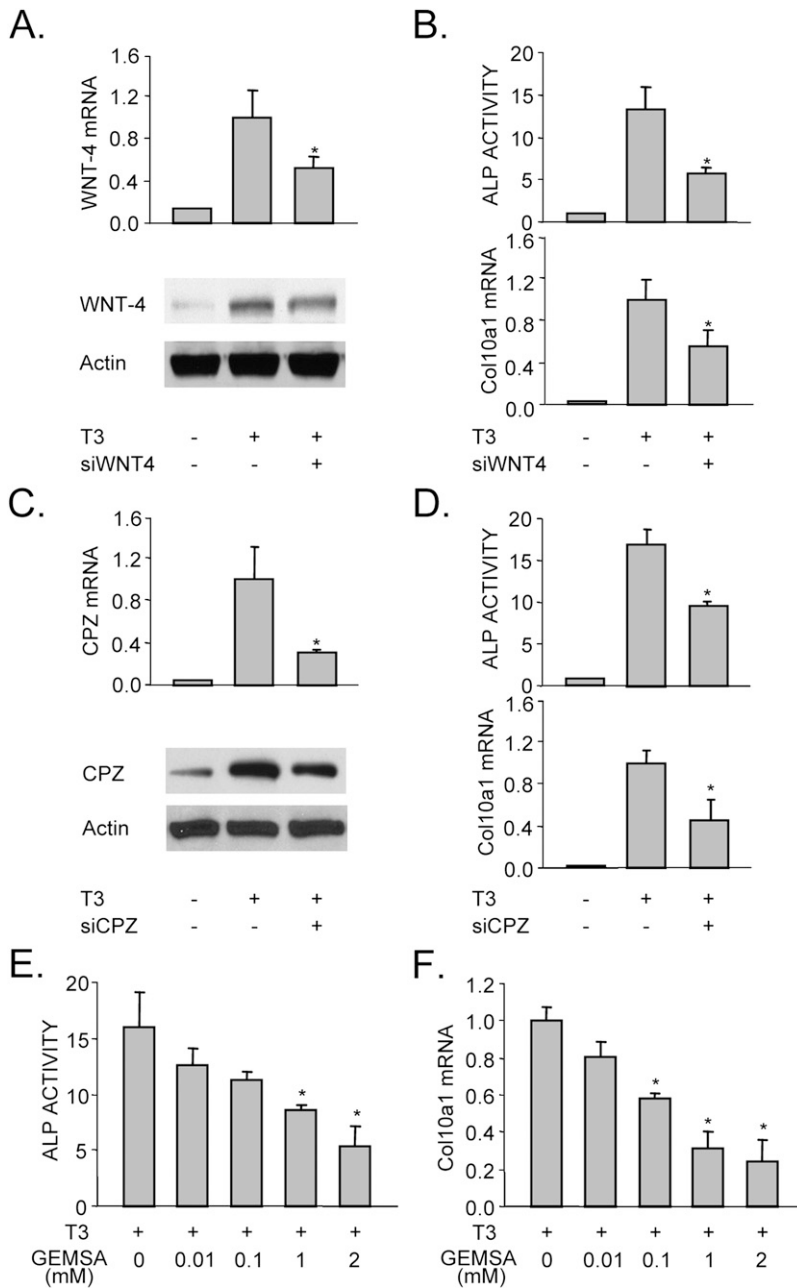 A.
WNT-4 mRNA
1.6
1.2
0.8
0.4
0.0
*
WNT-4
Actin
T3 - + +
siWNT4 - - +
B.
ALP ACTIVITY
20
15
10
5
0
*
Col10a1 mRNA
1.6
1.2
0.8
0.4
0.0
*
T3 - + +
siWNT4 - - +
C.
CPZ mRNA
1.6
1.2
0.8
0.4
0.0
*
CPZ
Actin
T3 - + +
siCPZ - - +
D.
ALP ACTIVITY
20
15
10
5
0
*
Col10a1 mRNA
1.6
1.2
0.8
0.4
0.0
*
T3 - + +
siCPZ - - +
E.
ALP ACTIVITY
20
15
10
5
0
* *
T3 + + + + +
GEMSA 0 0.01 0.1 1 2
(mM)
F.
Col10a1 mRNA
1.2
1.0
0.8
0.6
0.4
0.2
0.0
* * *
T3 + + + + +
GEMSA 0 0.01 0.1 1 2
(mM)